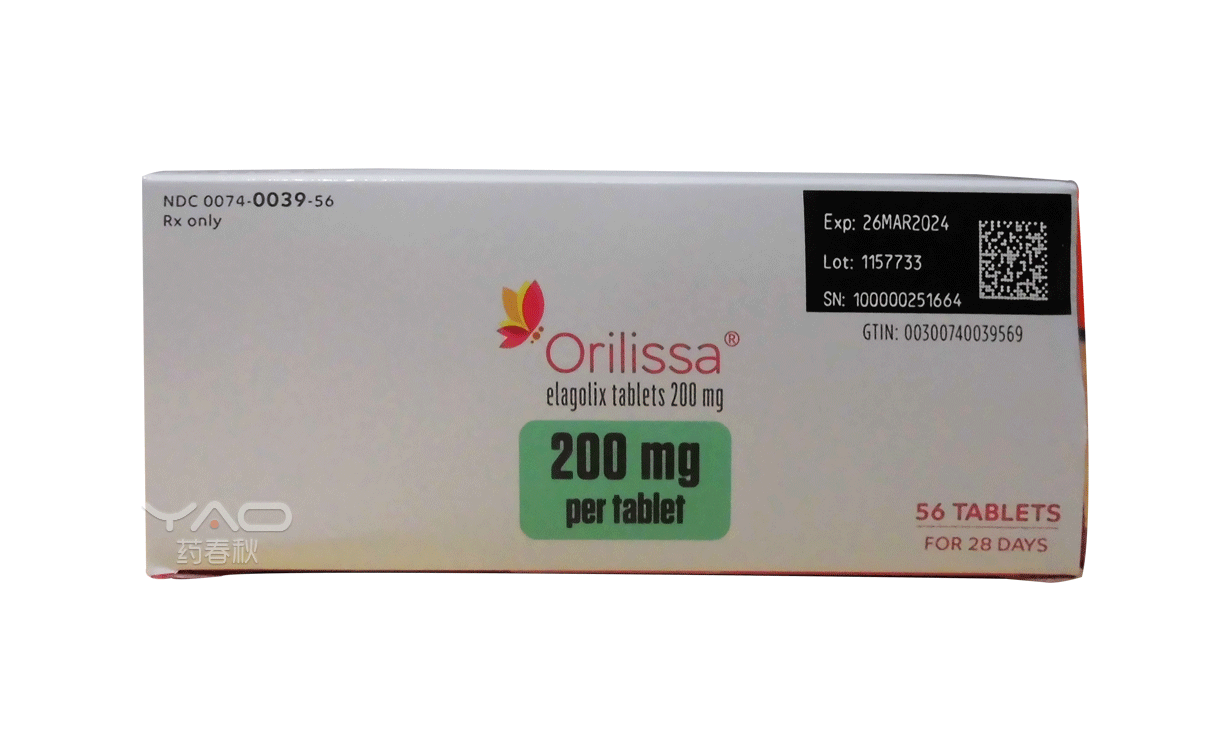 NDC 0074-0039-56
Rx only
Exp: 26MAR2024
Lot: 1157733
SN: 100000251664
GTIN: 00300740039569
Orilissa®
elagolix tablets 200 mg
200 mg
per tablet
56 TABLETS
FOR 28 DAYS
YAO
药春秋